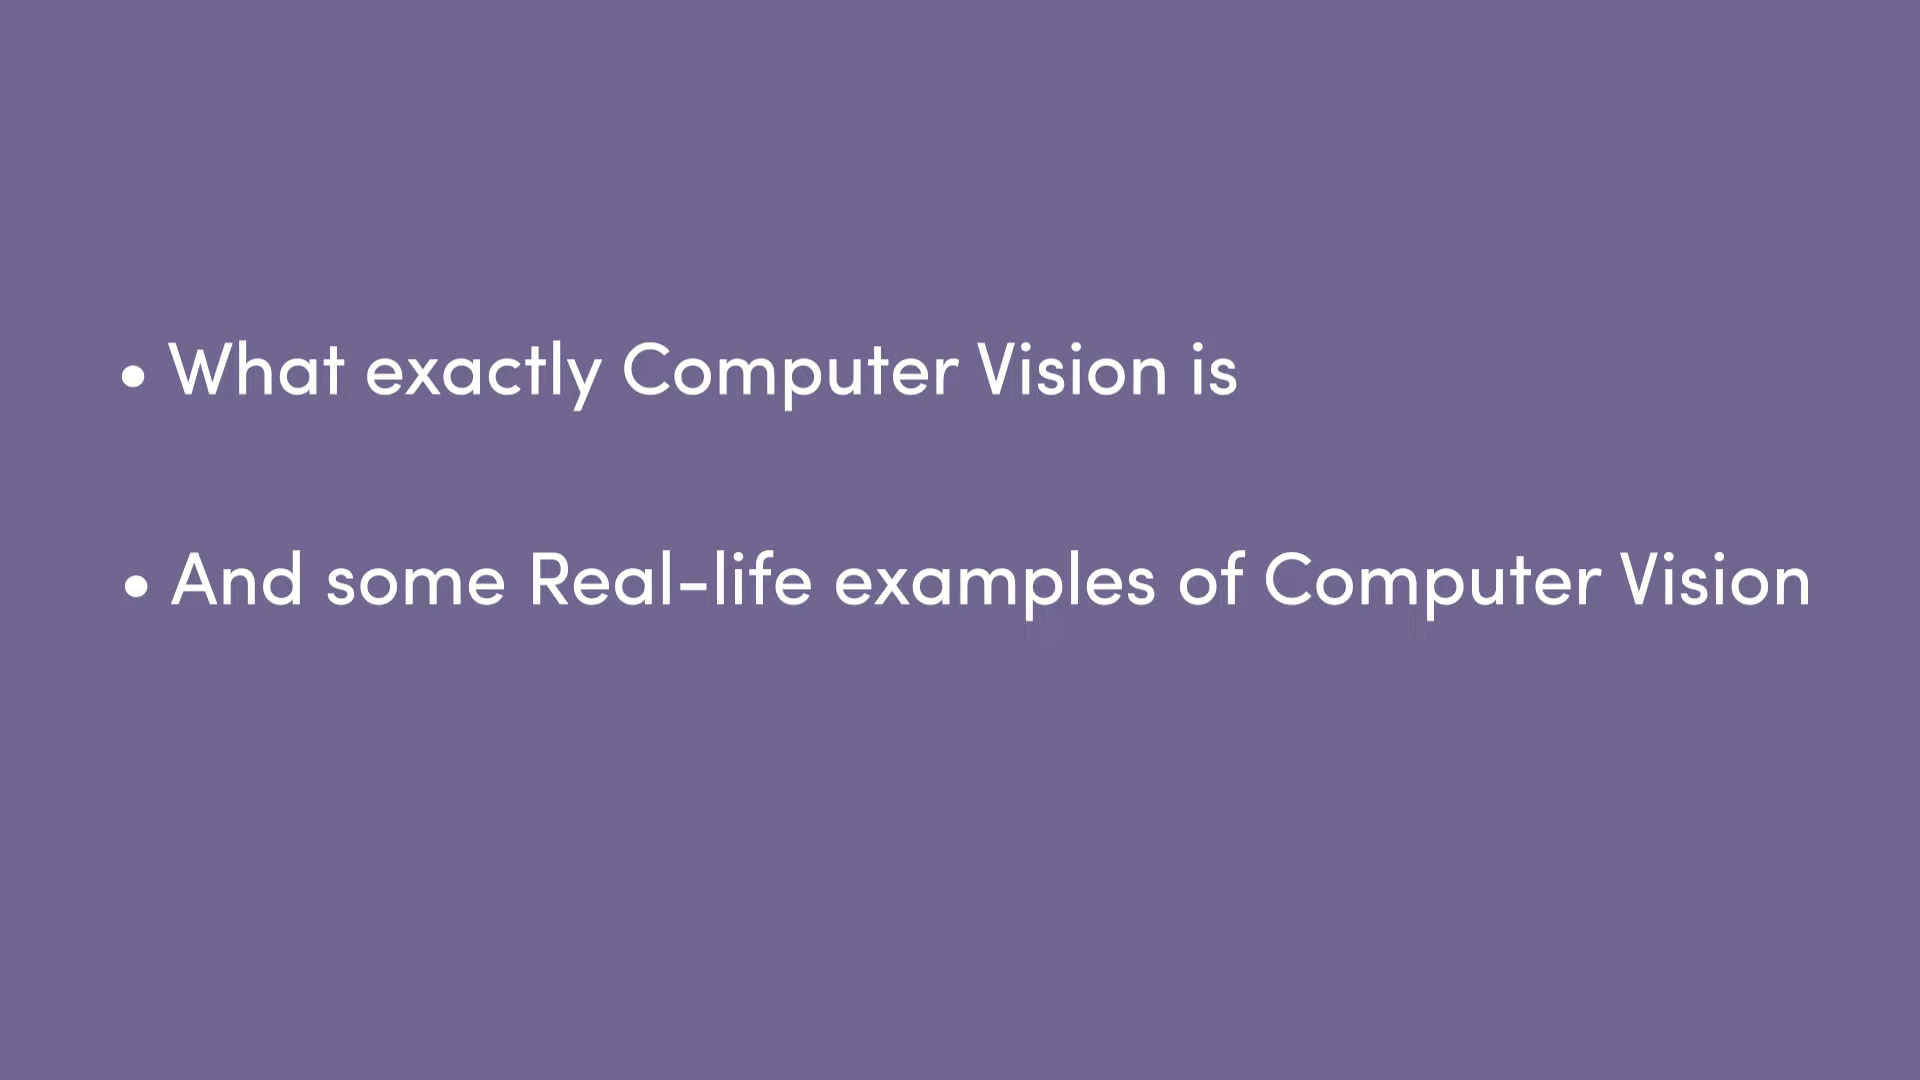 • What exactly Computer Vision is
• And some Real-life examples of Computer Vision